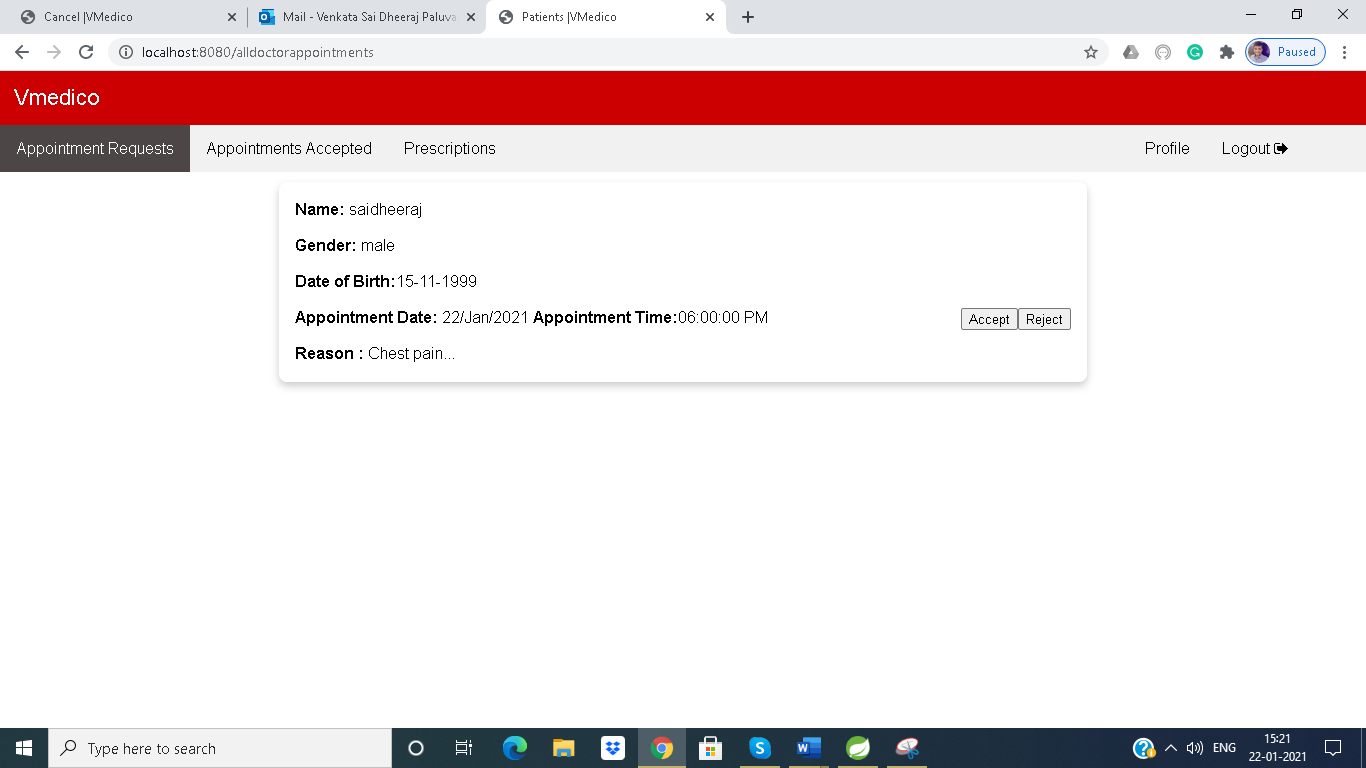 Cancel |VMedico
Mail - Venkata Sai Dheeraj Paluva
Patients |VMedico
localhost:8080/alldoctorappointments
Paused
Vmedico
Appointment Requests Appointments Accepted Prescriptions Profile Logout
Name: saidheeraj
Gender: male
Date of Birth:15-11-1999
Appointment Date: 22/Jan/2021 Appointment Time:06:00:00 PM Accept Reject
Reason : Chest pain...
Type here to search
ENG
15:21
22-01-2021